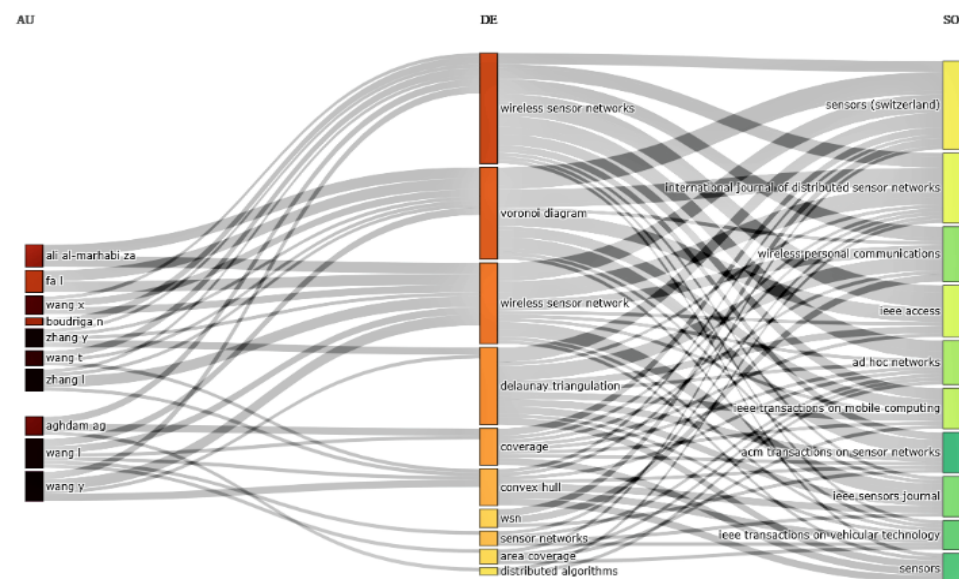 AU
DE
SO
ali al-marhabi za
fa l
wang x
boudriga n
zhang y
wang t
zhang l
aghdam ag
wang l
wang y
wireless sensor networks
voronoi diagram
wireless sensor network
delaunay triangulation
coverage
convex hull
wsn
sensor networks
area coverage
distributed algorithms
sensors (switzerland)
international journal of distributed sensor networks
wireless personal communications
ieee access
ad hoc networks
ieee transactions on mobile computing
acm transactions on sensor networks
ieee sensors journal
ieee transactions on vehicular technology
sensors